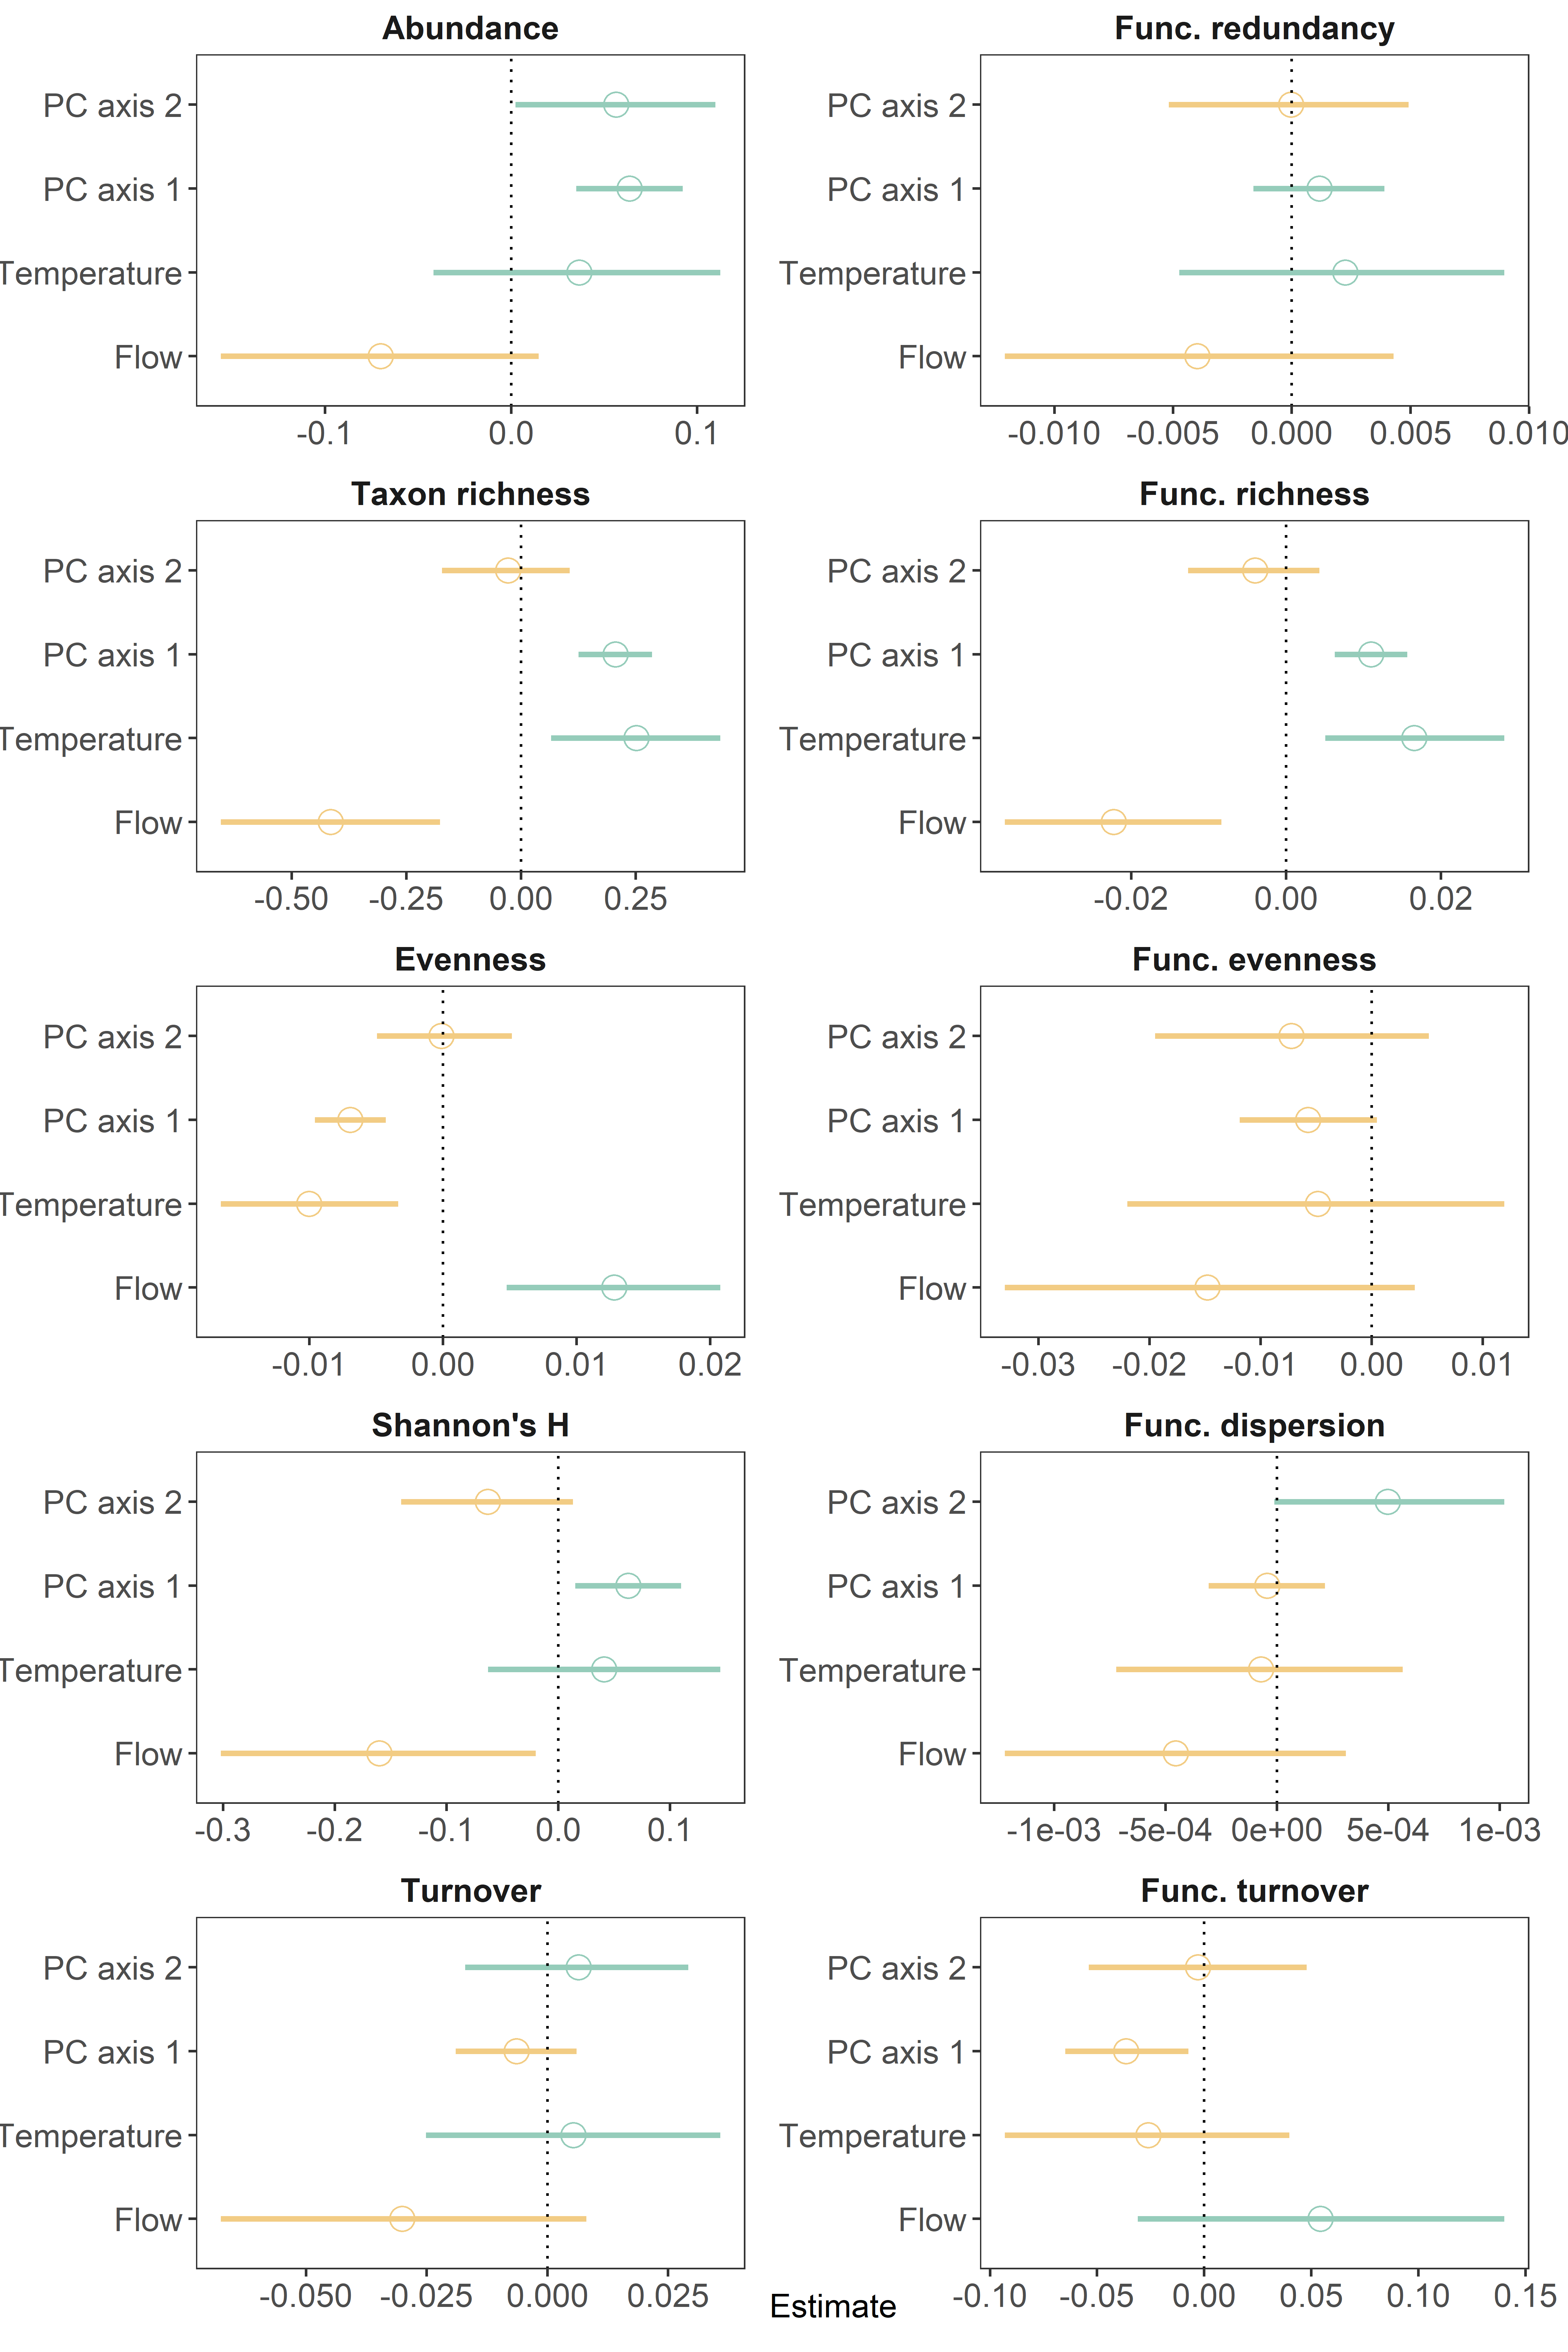 Abundance
PC axis 2
PC axis 1
Temperature
Flow
-0.1 0.0 0.1
Func. redundancy
PC axis 2
PC axis 1
Temperature
Flow
-0.010 -0.005 0.000 0.005 0.010
Taxon richness
PC axis 2
PC axis 1
Temperature
Flow
-0.50 -0.25 0.00 0.25
Func. richness
PC axis 2
PC axis 1
Temperature
Flow
-0.02 0.00 0.02
Evenness
PC axis 2
PC axis 1
Temperature
Flow
-0.01 0.00 0.01 0.02
Func. evenness
PC axis 2
PC axis 1
Temperature
Flow
-0.03 -0.02 -0.01 0.00 0.01
Shannon's H
PC axis 2
PC axis 1
Temperature
Flow
-0.3 -0.2 -0.1 0.0 0.1
Func. dispersion
PC axis 2
PC axis 1
Temperature
Flow
-1e-03 -5e-04 0e+00 5e-04 1e-03
Turnover
PC axis 2
PC axis 1
Temperature
Flow
-0.050 -0.025 0.000 0.025
Func. turnover
PC axis 2
PC axis 1
Temperature
Flow
-0.10 -0.05 0.00 0.05 0.10 0.15
Estimate